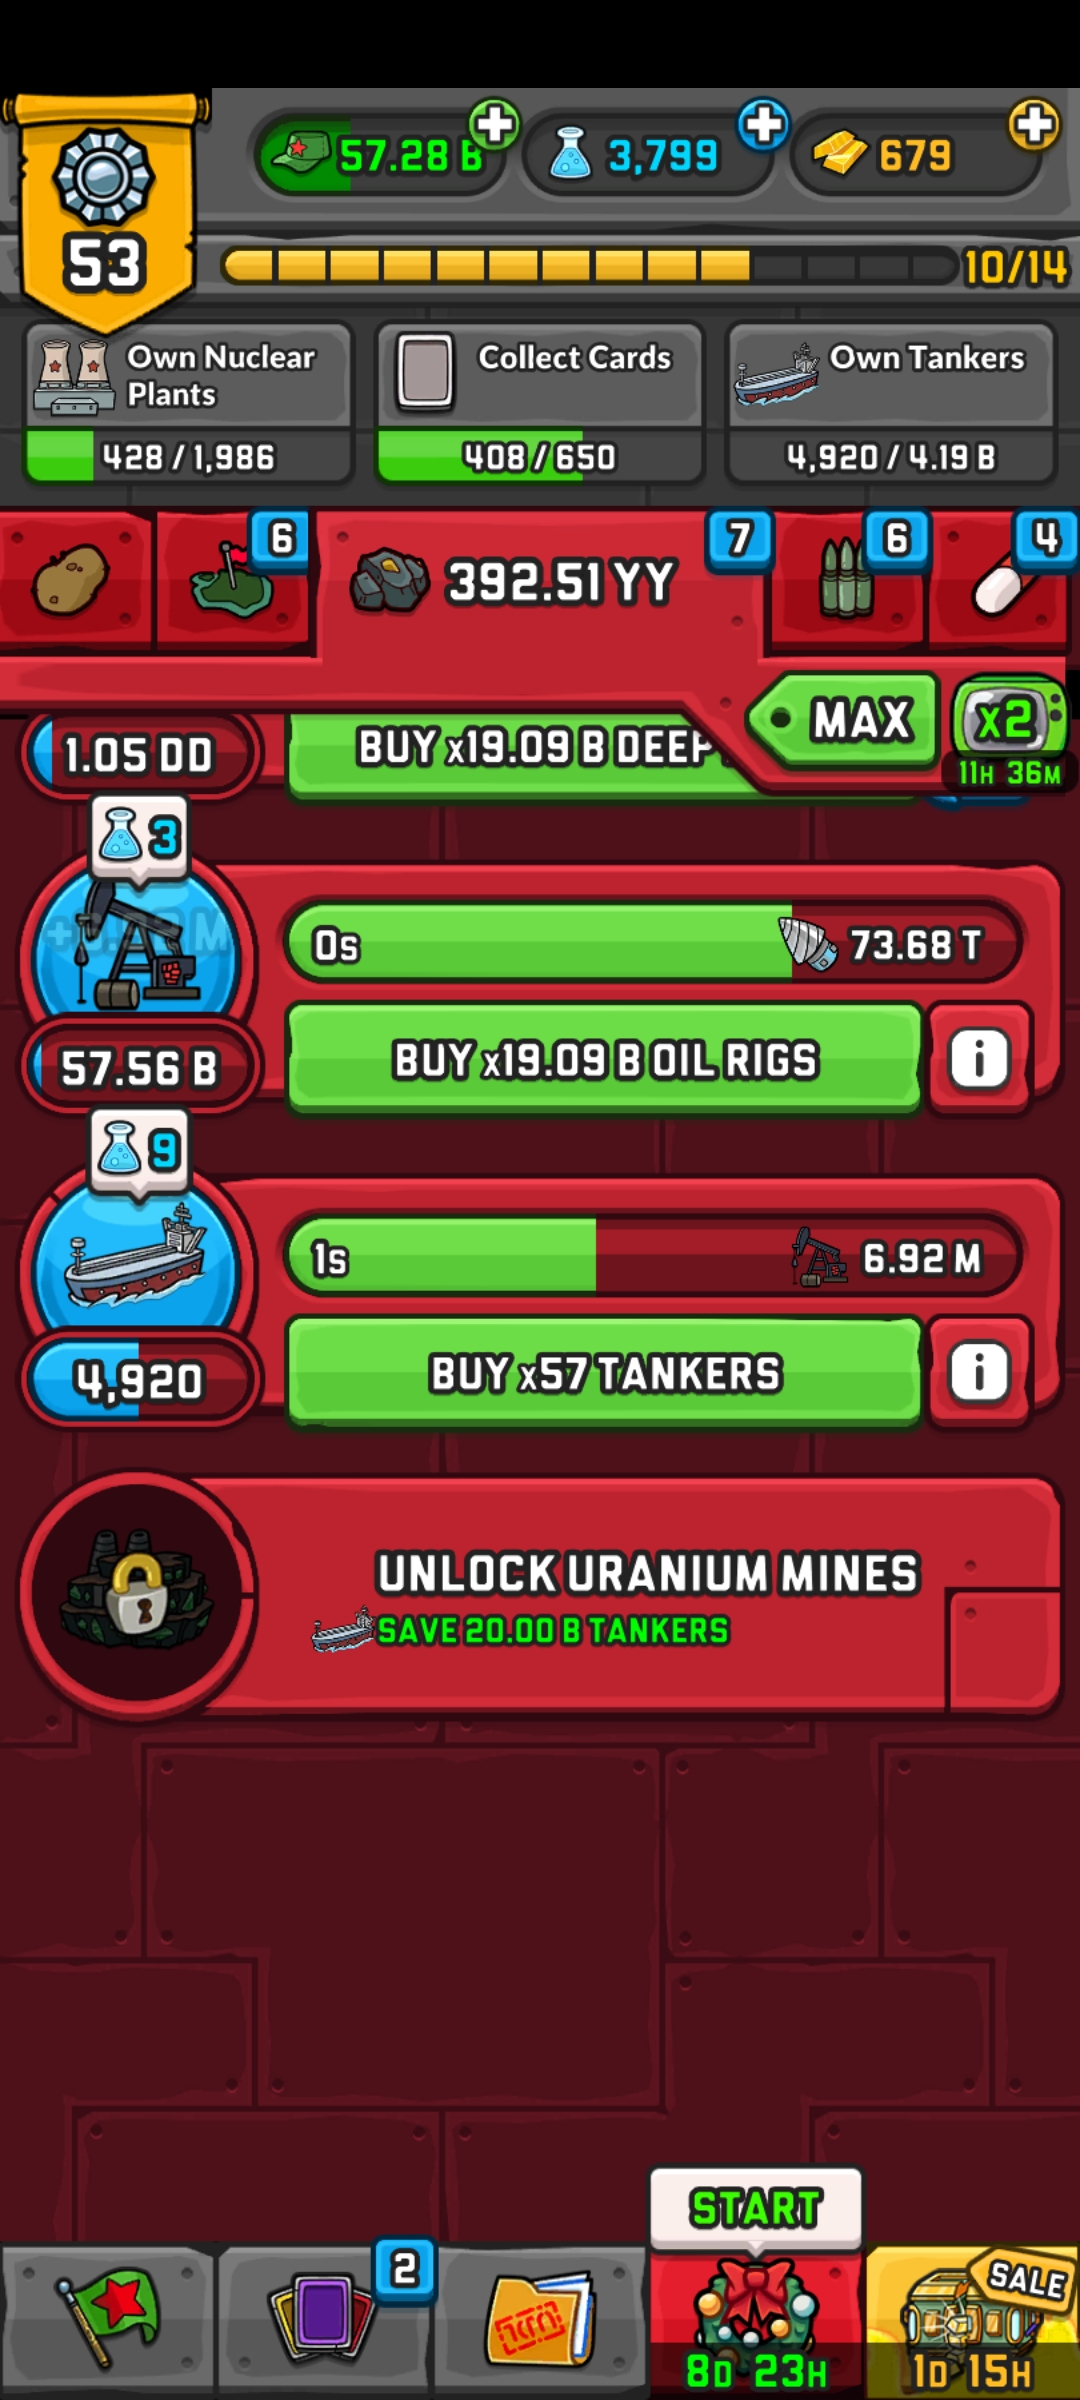 57.28 B
3,799
679
53
10/14
Own Nuclear
Plants
Collect Cards
Own Tankers
428 / 1,986
408 / 650
4,920 / 4.19 B
6
7
6
4
392.51 YY
MAX
x2
11H 36M
1.05 DD
BUY x19.09 B DEEP
3
0s
73.68 T
57.56 B
BUY x19.09 B OIL RIGS
i
9
1s
6.92 M
4,920
BUY x57 TANKERS
i
UNLOCK URANIUM MINES
SAVE 20.00 B TANKERS
START
2
SALE
8D 23H
1D 15H